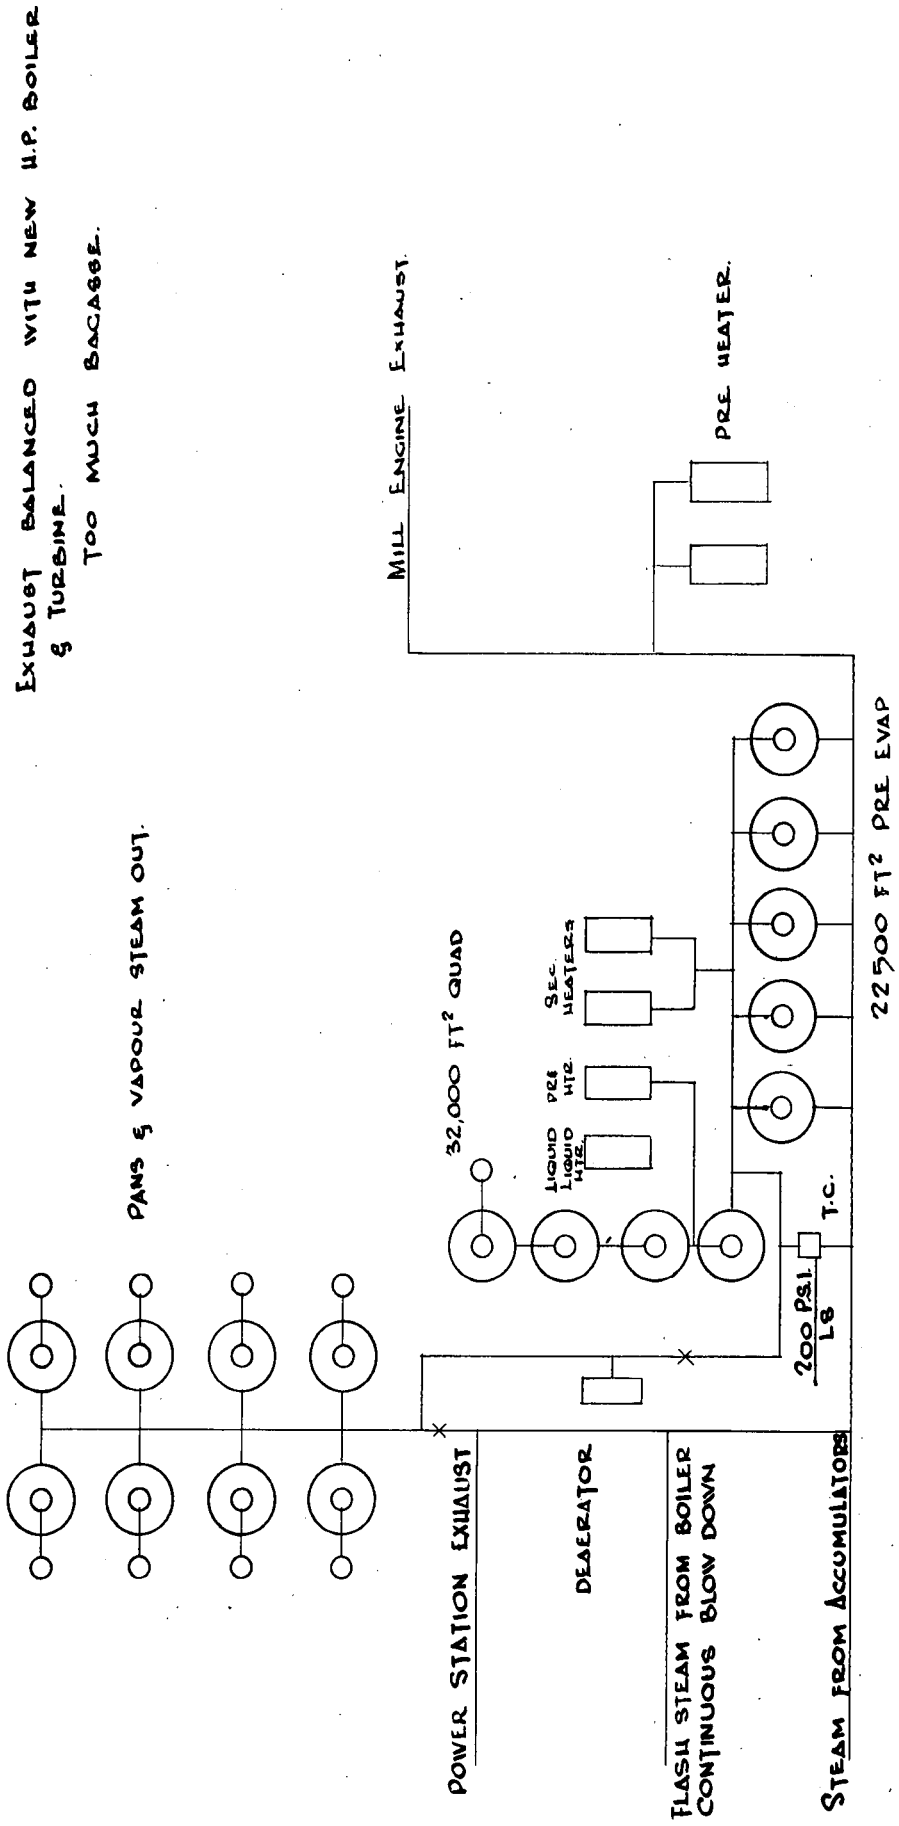 EXHAUST BALANCED WITH NEW H.P. BOILER
& TURBINE.
TOO MUCH BAGASSE.
PANS & VAPOUR STEAM OUT.
MILL ENGINE EXHAUST.
PRE HEATER.
32,000 FT² QUAD
LIQUID
LIQUID
HTR.
PRE
HTR.
SEC.
HEATERS
POWER STATION EXHAUST
DEAERATOR
FLASH STEAM FROM BOILER
CONTINUOUS BLOW DOWN
200 P.S.I.
LS
T.C.
22500 FT² PRE EVAP
STEAM FROM ACCUMULATORS